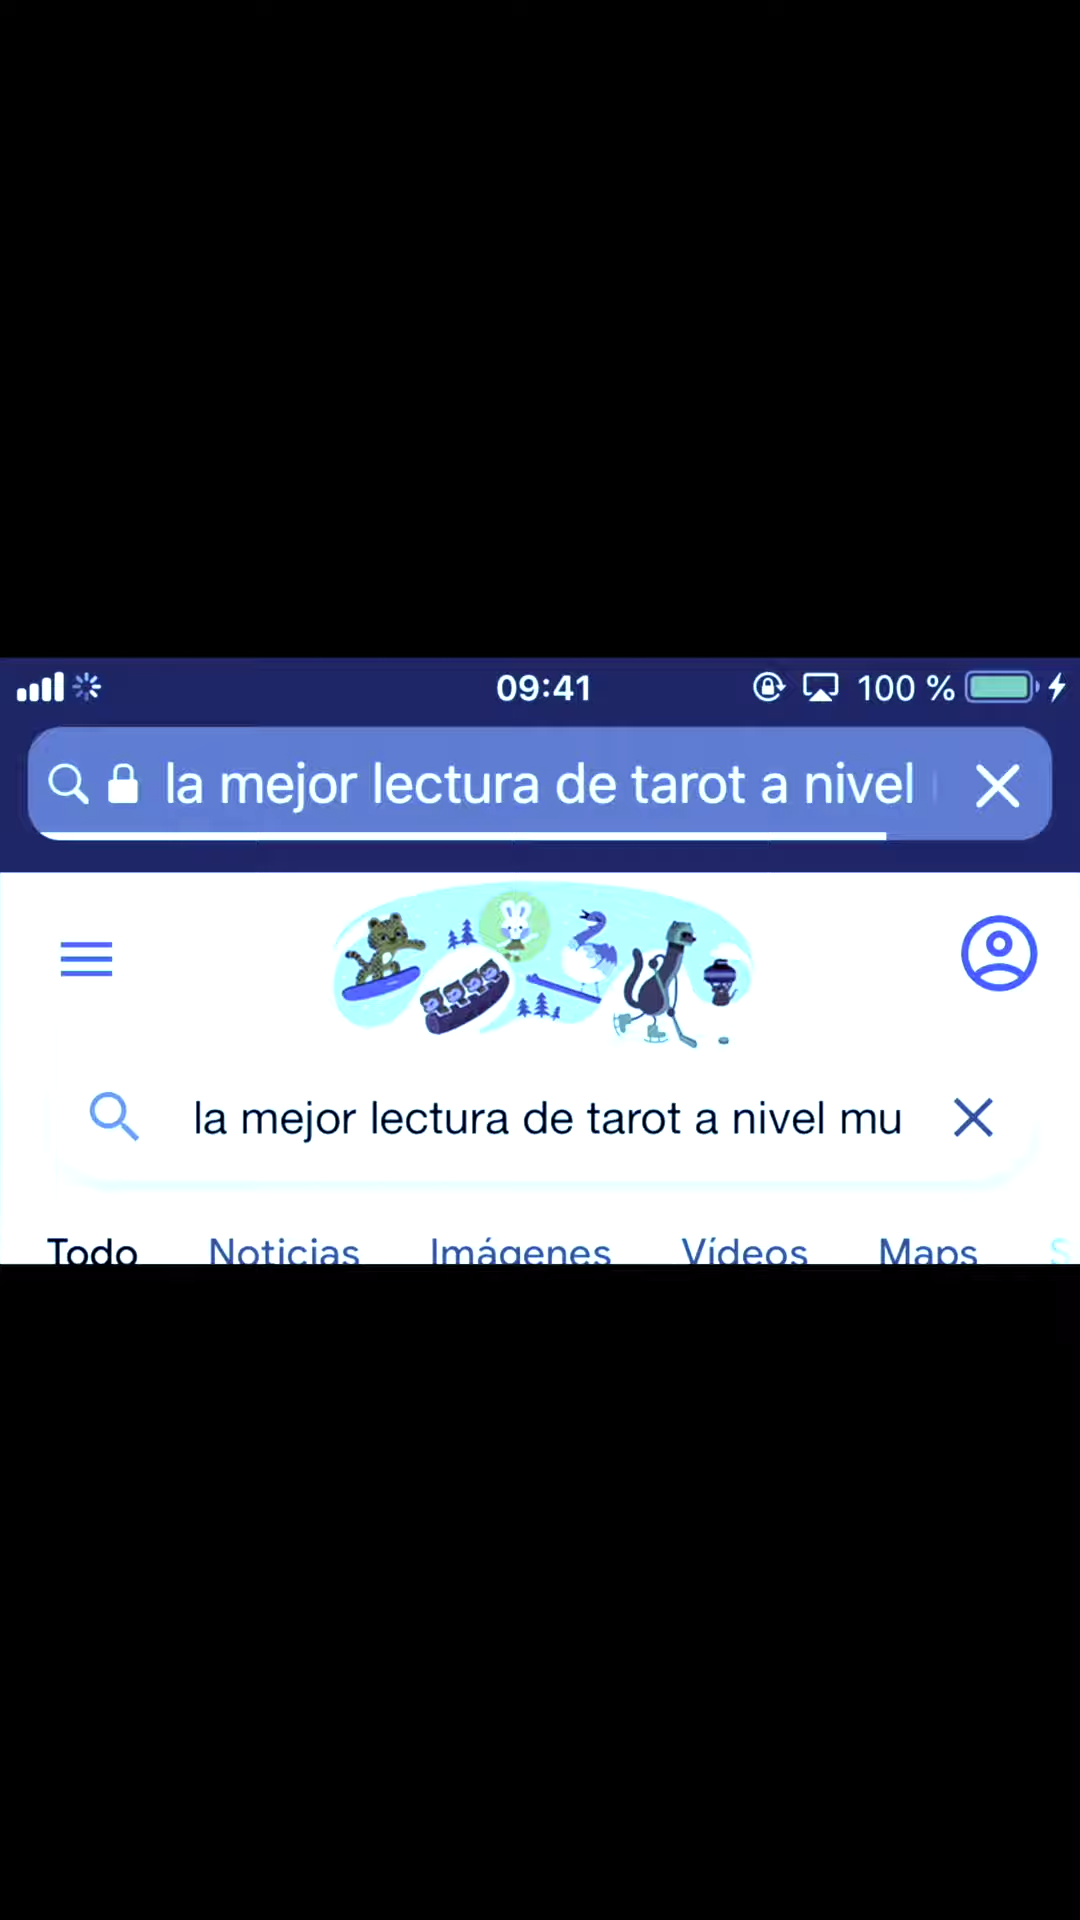 09:41
100 %
la mejor lectura de tarot a nivel
la mejor lectura de tarot a nivel mu
Todo Noticias Imágenes Vídeos Maps S